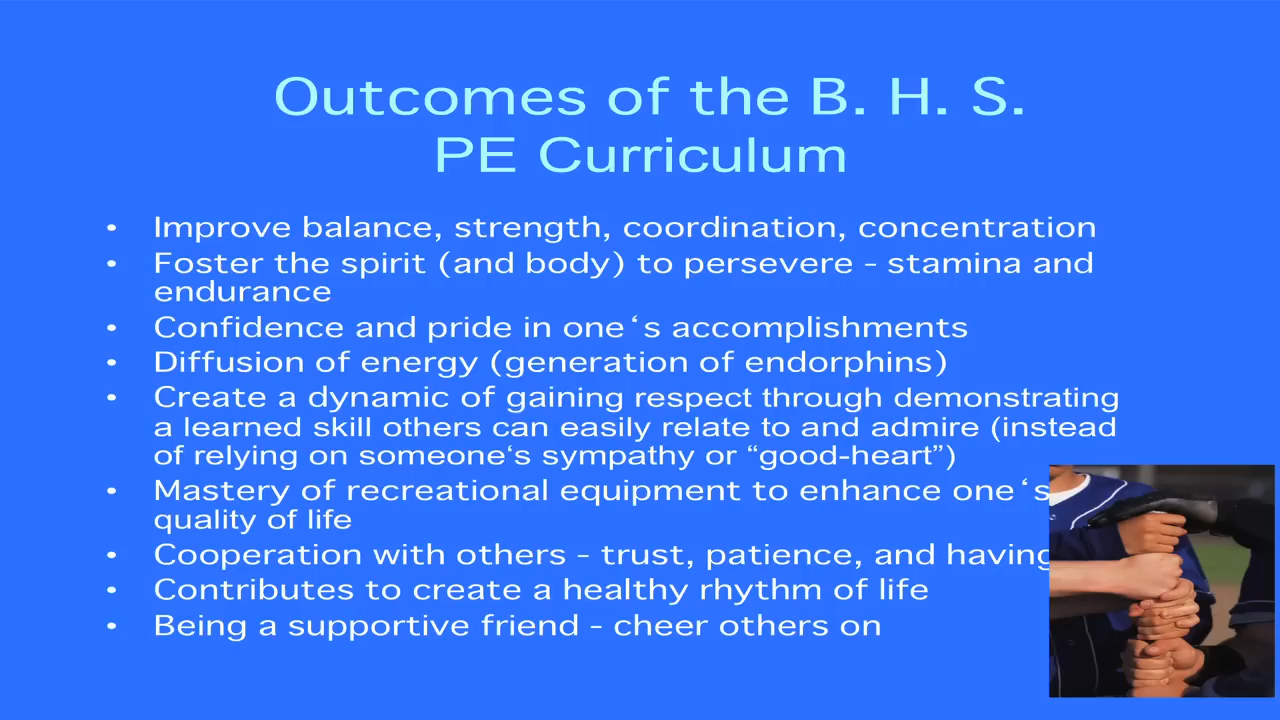 Outcomes of the B. H. S.
PE Curriculum
• Improve balance, strength, coordination, concentration
• Foster the spirit (and body) to persevere - stamina and
endurance
• Confidence and pride in one‘s accomplishments
• Diffusion of energy (generation of endorphins)
• Create a dynamic of gaining respect through demonstrating
a learned skill others can easily relate to and admire (instead
of relying on someone‘s sympathy or “good-heart”)
• Mastery of recreational equipment to enhance one‘s
quality of life
• Cooperation with others - trust, patience, and having
• Contributes to create a healthy rhythm of life
• Being a supportive friend - cheer others on